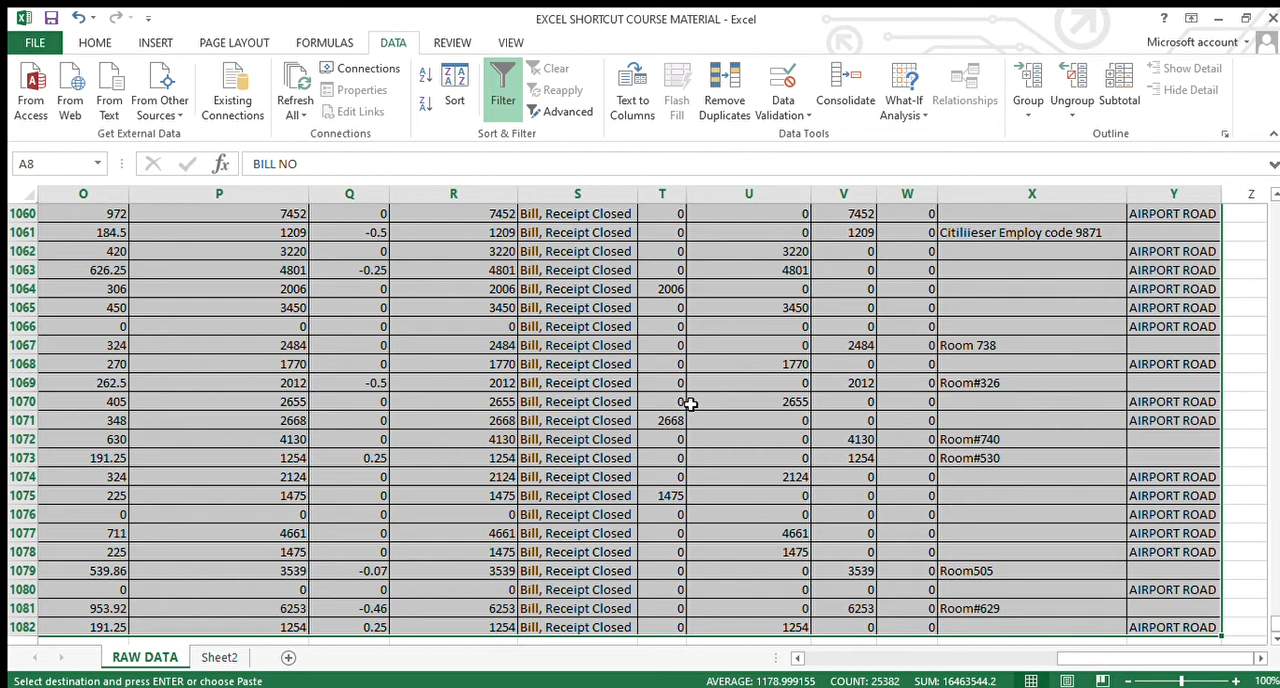 EXCEL SHORTCUT COURSE MATERIAL - Excel
FILE HOME INSERT PAGE LAYOUT FORMULAS DATA REVIEW VIEW Microsoft account
From Access
From Web
From Text
From Other Sources
Existing Connections
Get External Data
Refresh All
Connections
Properties
Edit Links
Connections
Sort
Filter
Clear
Reapply
Advanced
Sort & Filter
Text to Columns
Flash Fill
Remove Duplicates
Data Validation
Consolidate
What-If Analysis
Relationships
Data Tools
Group
Ungroup
Subtotal
Show Detail
Hide Detail
Outline
A8 fx BILL NO
O P Q R S T U V W X Y Z
1060 972 7452 0 7452 Bill, Receipt Closed 0 0 7452 0 AIRPORT ROAD
1061 184.5 1209 -0.5 1209 Bill, Receipt Closed 0 0 1209 0 Citiliieser Employ code 9871
1062 420 3220 0 3220 Bill, Receipt Closed 0 3220 0 0 AIRPORT ROAD
1063 626.25 4801 -0.25 4801 Bill, Receipt Closed 0 4801 0 0 AIRPORT ROAD
1064 306 2006 0 2006 Bill, Receipt Closed 2006 0 0 0 AIRPORT ROAD
1065 450 3450 0 3450 Bill, Receipt Closed 0 3450 0 0 AIRPORT ROAD
1066 0 0 0 0 Bill, Receipt Closed 0 0 0 0 AIRPORT ROAD
1067 324 2484 0 2484 Bill, Receipt Closed 0 0 2484 0 Room 738
1068 270 1770 0 1770 Bill, Receipt Closed 0 1770 0 0 AIRPORT ROAD
1069 262.5 2012 -0.5 2012 Bill, Receipt Closed 0 0 2012 0 Room#326
1070 405 2655 0 2655 Bill, Receipt Closed 0 2655 0 0 AIRPORT ROAD
1071 348 2668 0 2668 Bill, Receipt Closed 2668 0 0 0 AIRPORT ROAD
1072 630 4130 0 4130 Bill, Receipt Closed 0 0 4130 0 Room#740
1073 191.25 1254 0.25 1254 Bill, Receipt Closed 0 0 1254 0 Room#530
1074 324 2124 0 2124 Bill, Receipt Closed 0 2124 0 0 AIRPORT ROAD
1075 225 1475 0 1475 Bill, Receipt Closed 1475 0 0 0 AIRPORT ROAD
1076 0 0 0 0 Bill, Receipt Closed 0 0 0 0 AIRPORT ROAD
1077 711 4661 0 4661 Bill, Receipt Closed 0 4661 0 0 AIRPORT ROAD
1078 225 1475 0 1475 Bill, Receipt Closed 0 1475 0 0 AIRPORT ROAD
1079 539.86 3539 -0.07 3539 Bill, Receipt Closed 0 0 3539 0 Room505
1080 0 0 0 0 Bill, Receipt Closed 0 0 0 0 AIRPORT ROAD
1081 953.92 6253 -0.46 6253 Bill, Receipt Closed 0 0 6253 0 Room#629
1082 191.25 1254 0.25 1254 Bill, Receipt Closed 0 1254 0 0 AIRPORT ROAD
RAW DATA Sheet2
Select destination and press ENTER or choose Paste AVERAGE: 1178.999155 COUNT: 25382 SUM: 16463544.2 100%